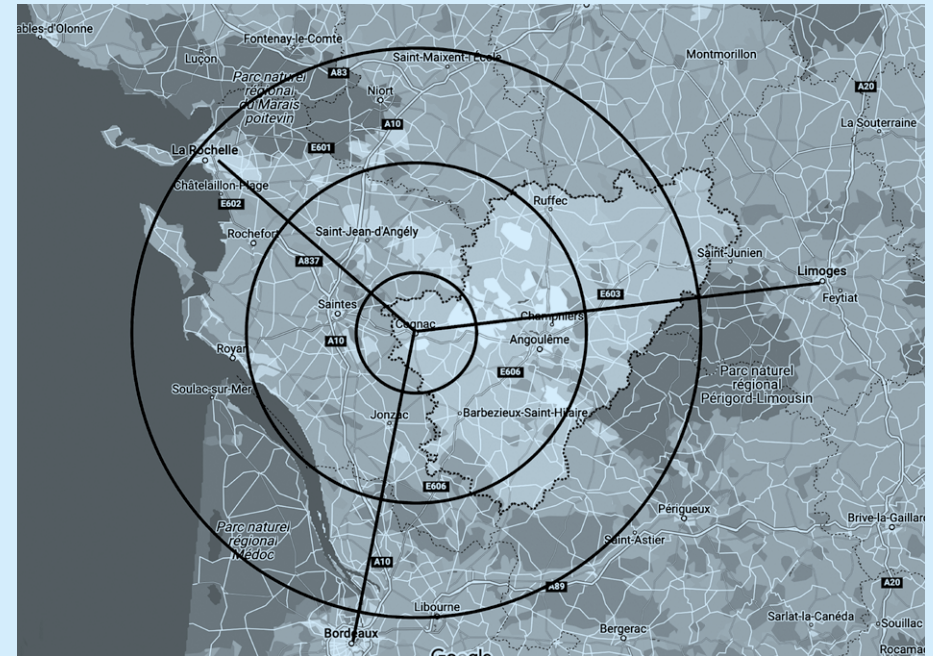 ables-d'Olonne
Fontenay-le-Comte
Luçon
Saint-Maixent-l'École
Montmorillon
Parc naturel
régional
du Marais
poitevin
A83
Niort
A20
A10
La Souterraine
La Rochelle
E601
Châtelaillon-Plage
E602
Ruffec
Rochefort
Saint-Jean-d'Angély
A837
Saint-Junien
Limoges
E603
Feytiat
Saintes
Cognac
Champniers
A10
Angoulême
Royan
E606
Parc naturel
régional
Périgord-Limousin
Soulac-sur-Mer
Jonzac
Barbezieux-Saint-Hilaire
E606
Périgueux
Parc naturel
régional
Médoc
Brive-la-Gaillard
Saint-Astier
A10
A89
A20
Libourne
Sarlat-la-Canéda
Souillac
Bordeaux
Bergerac
Google
Rocama